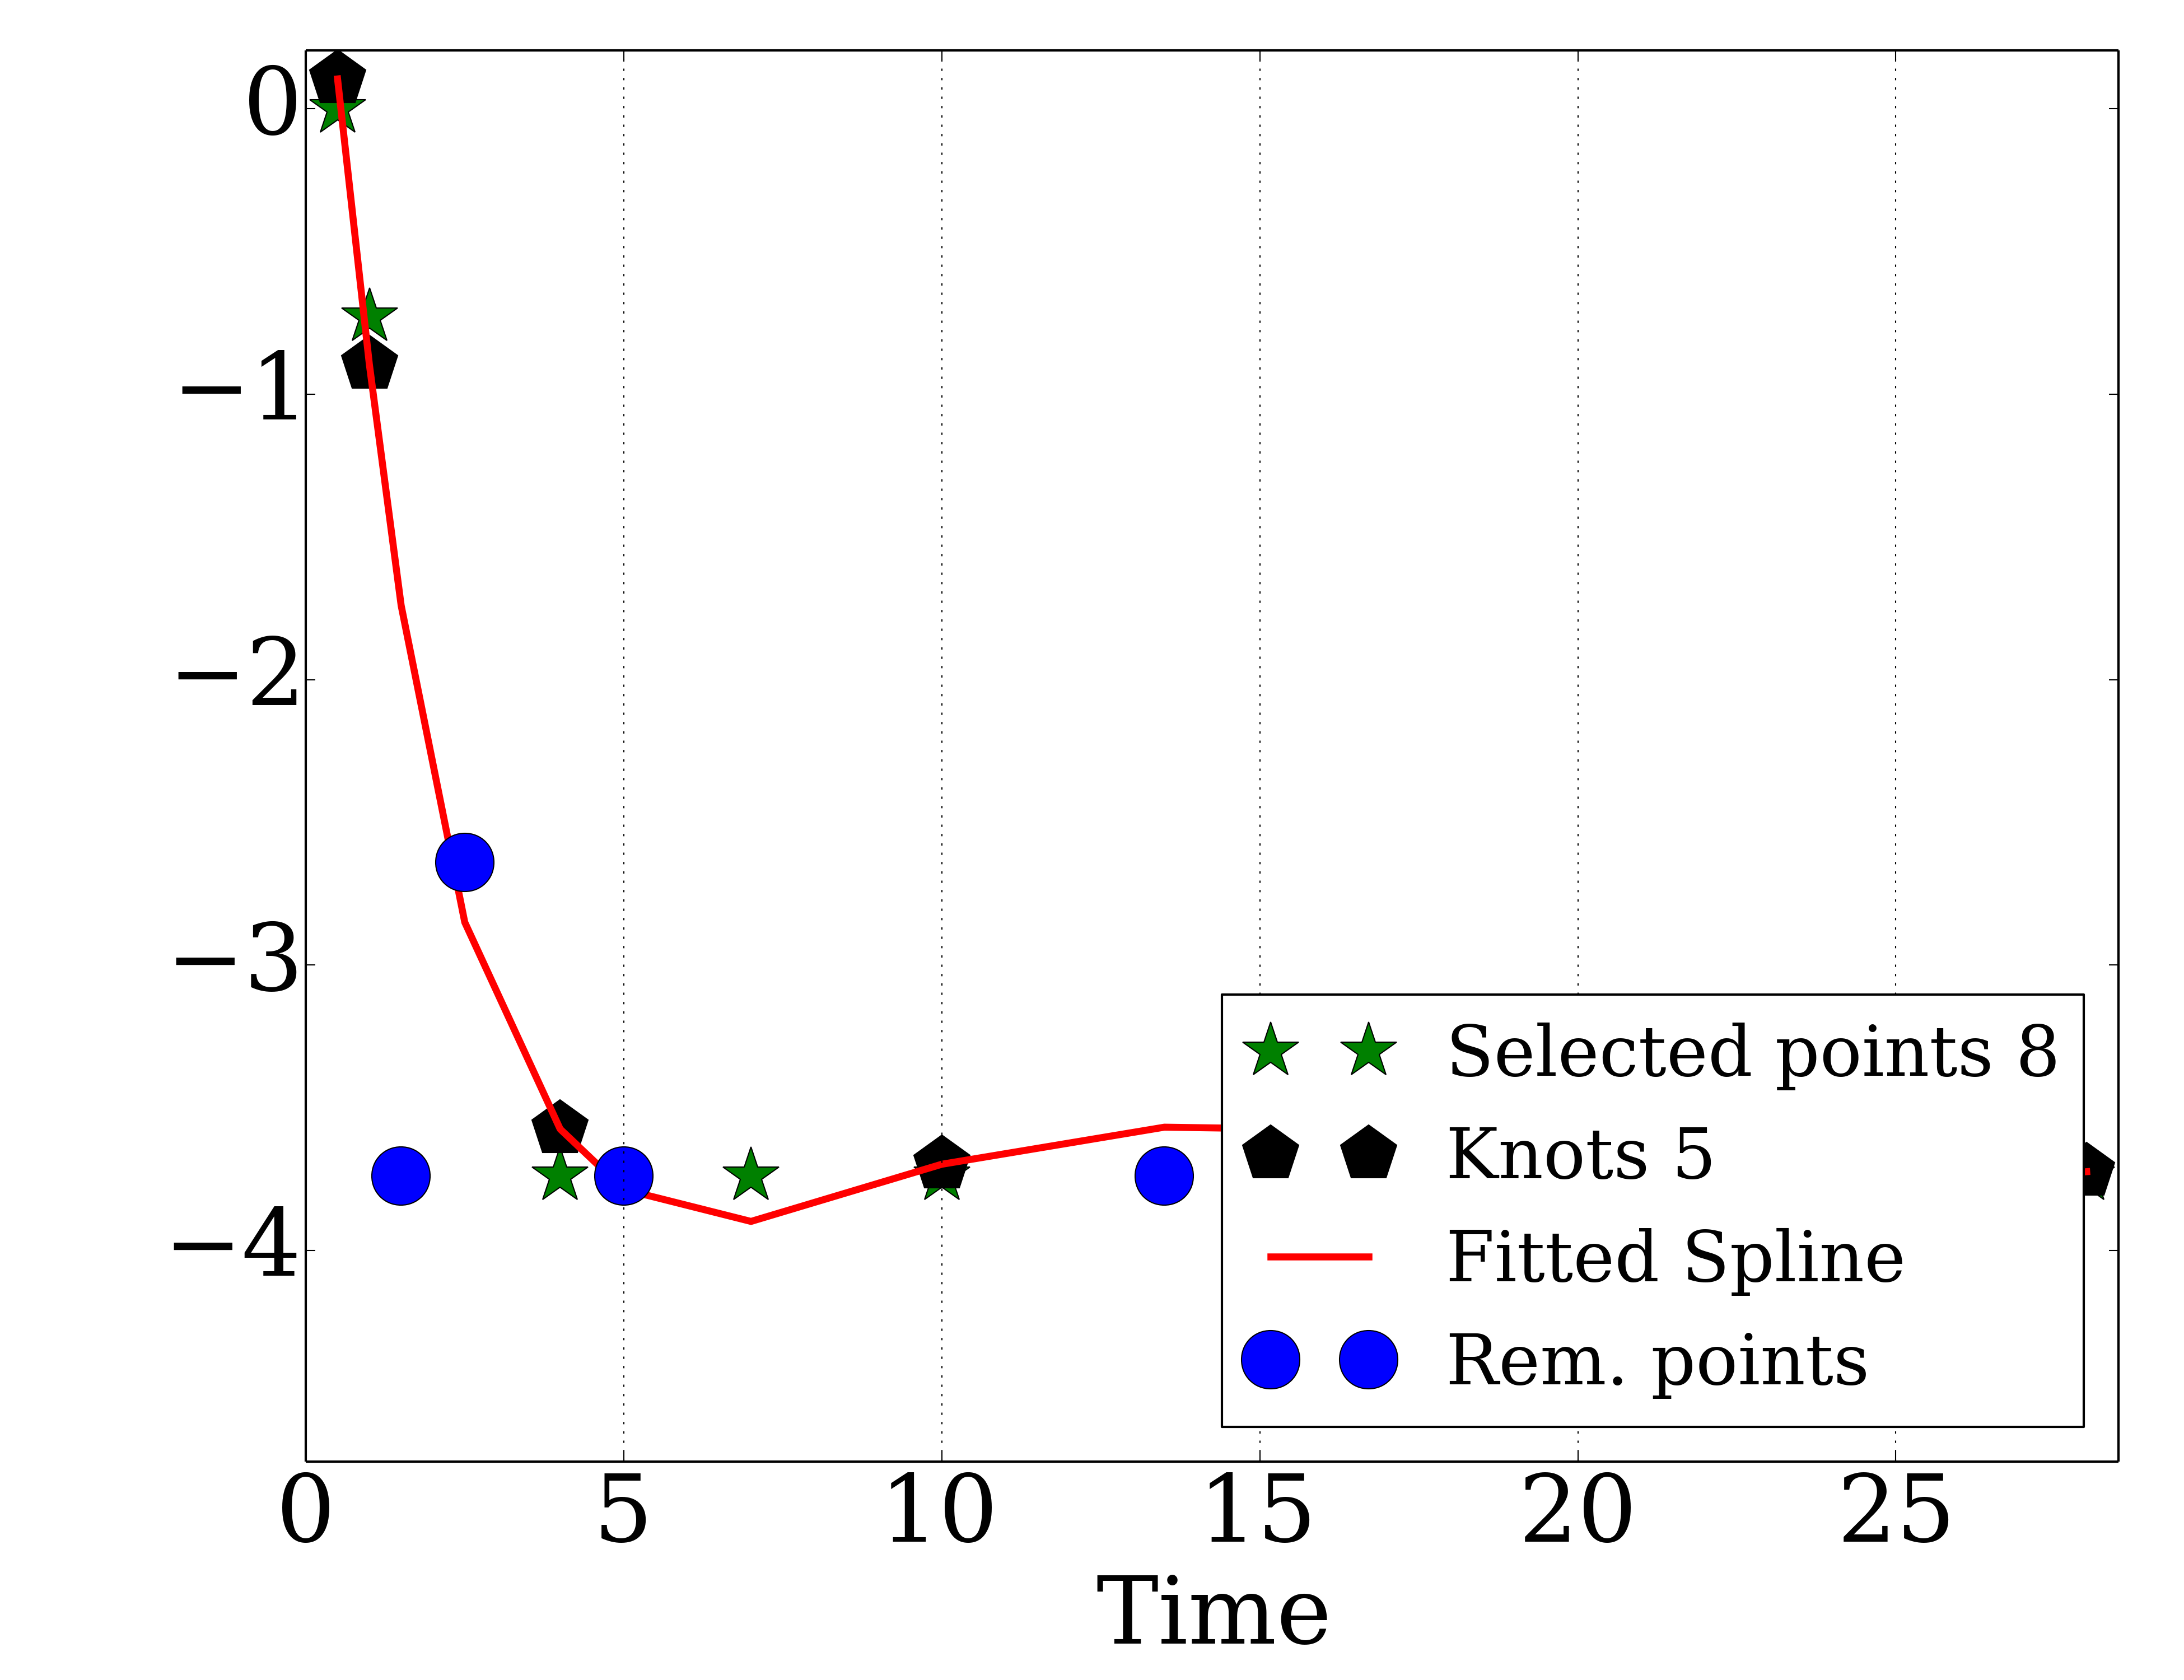 0
−1
−2
−3
−4
Selected points 8
Knots 5
Fitted Spline
Rem. points
0 5 10 15 20 25
Time